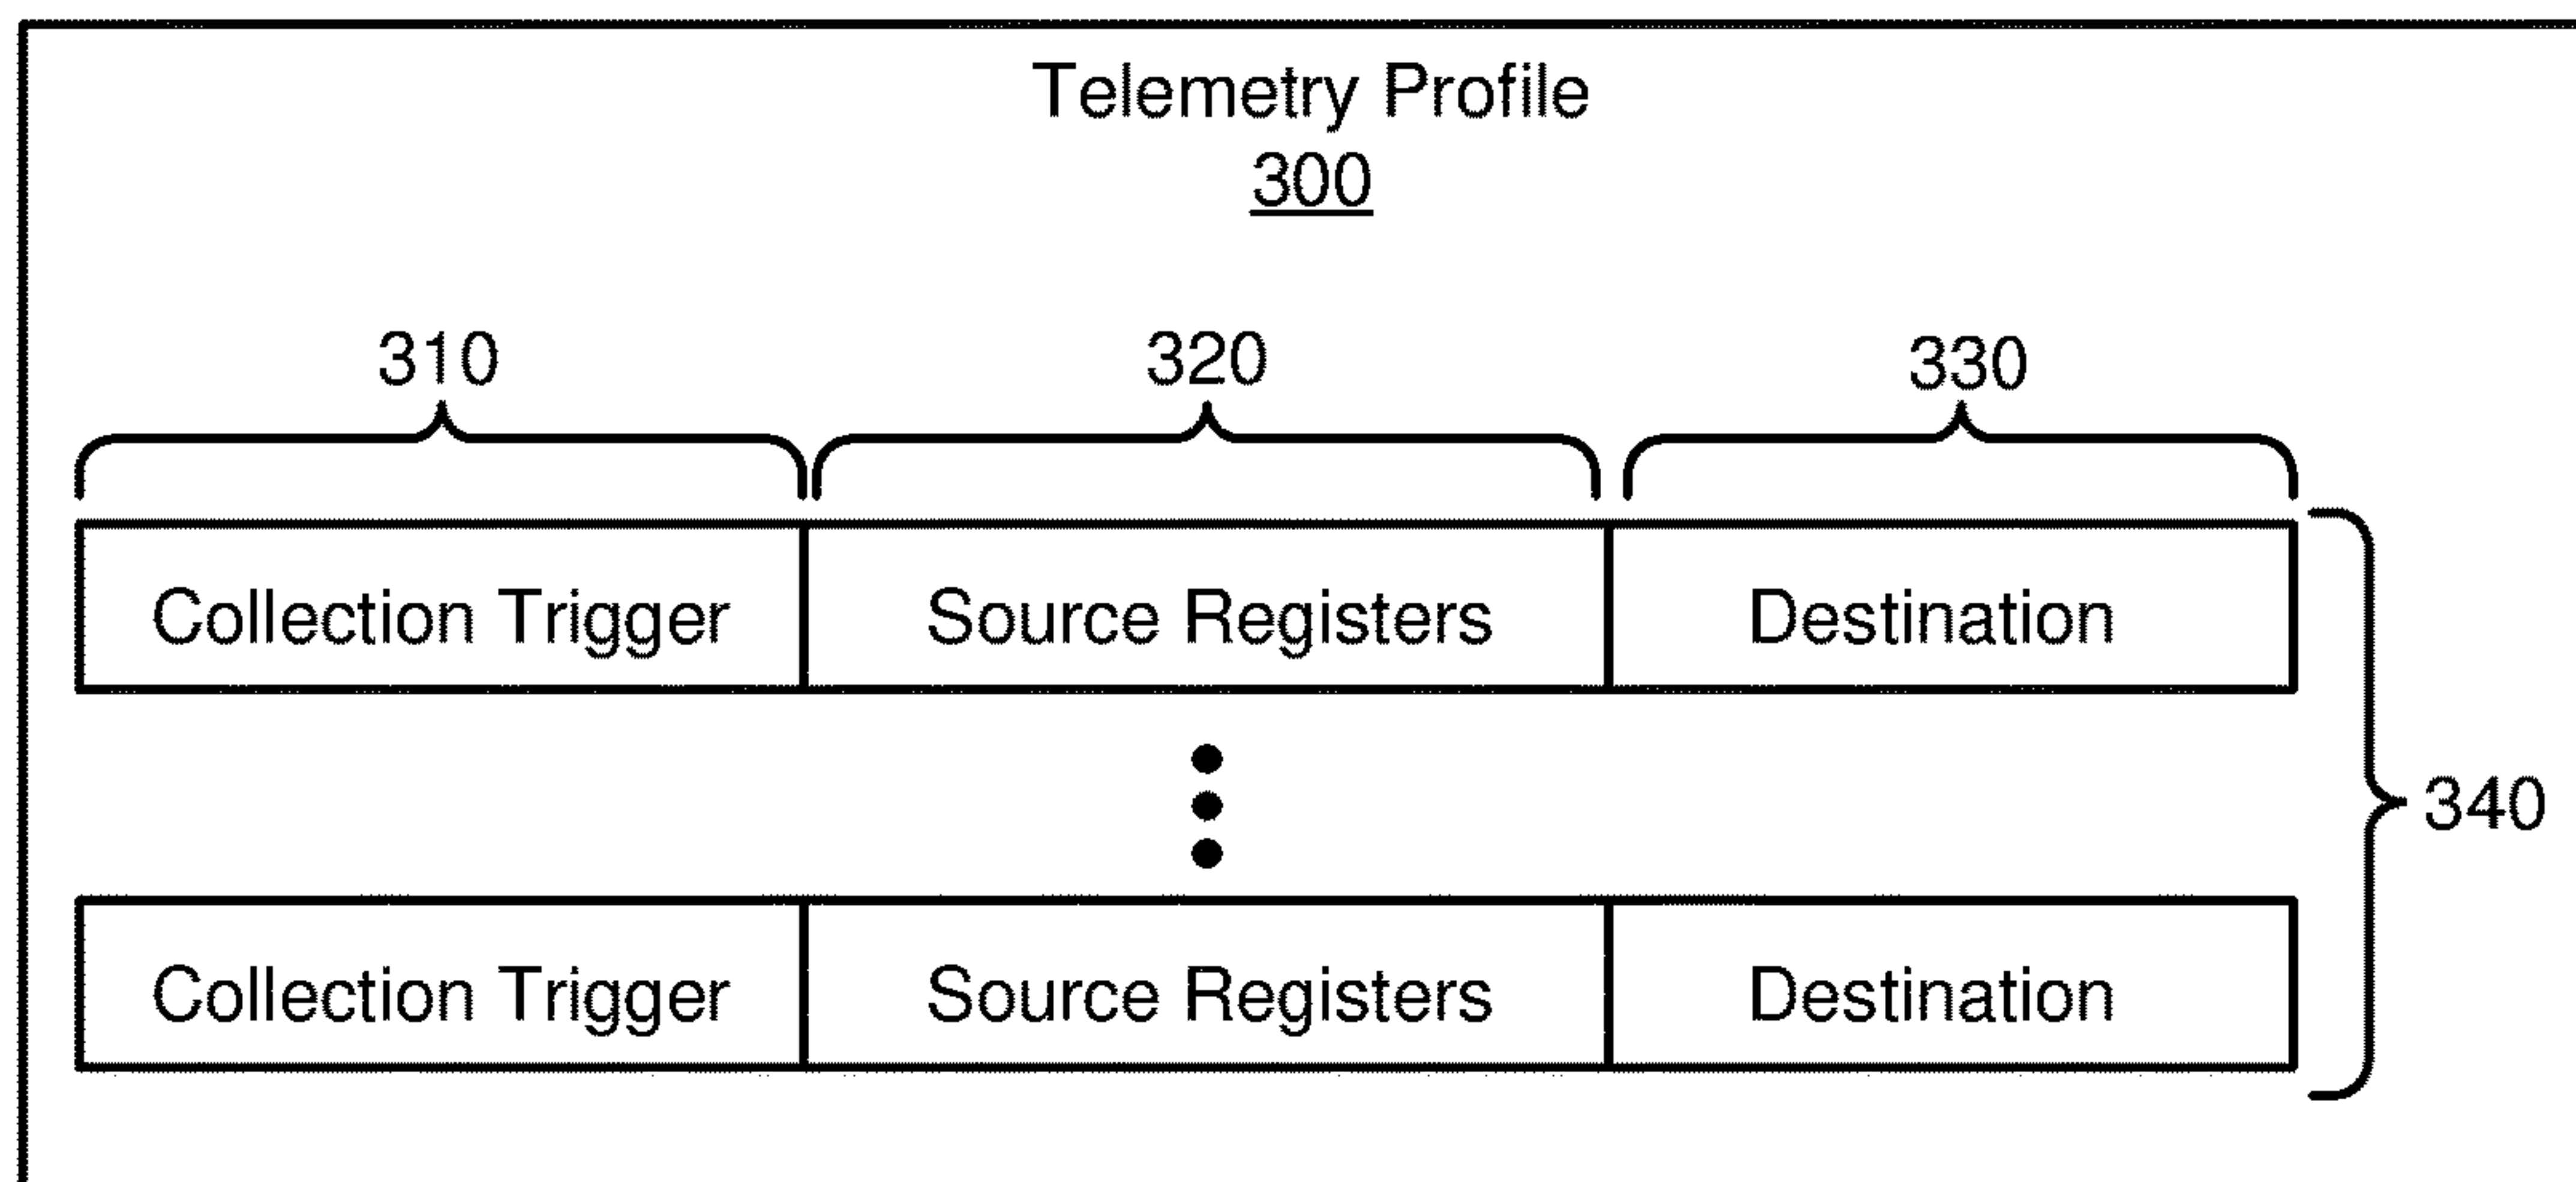 Telemetry Profile
300
310 320 330
Collection Trigger Source Registers Destination
340
Collection Trigger Source Registers Destination